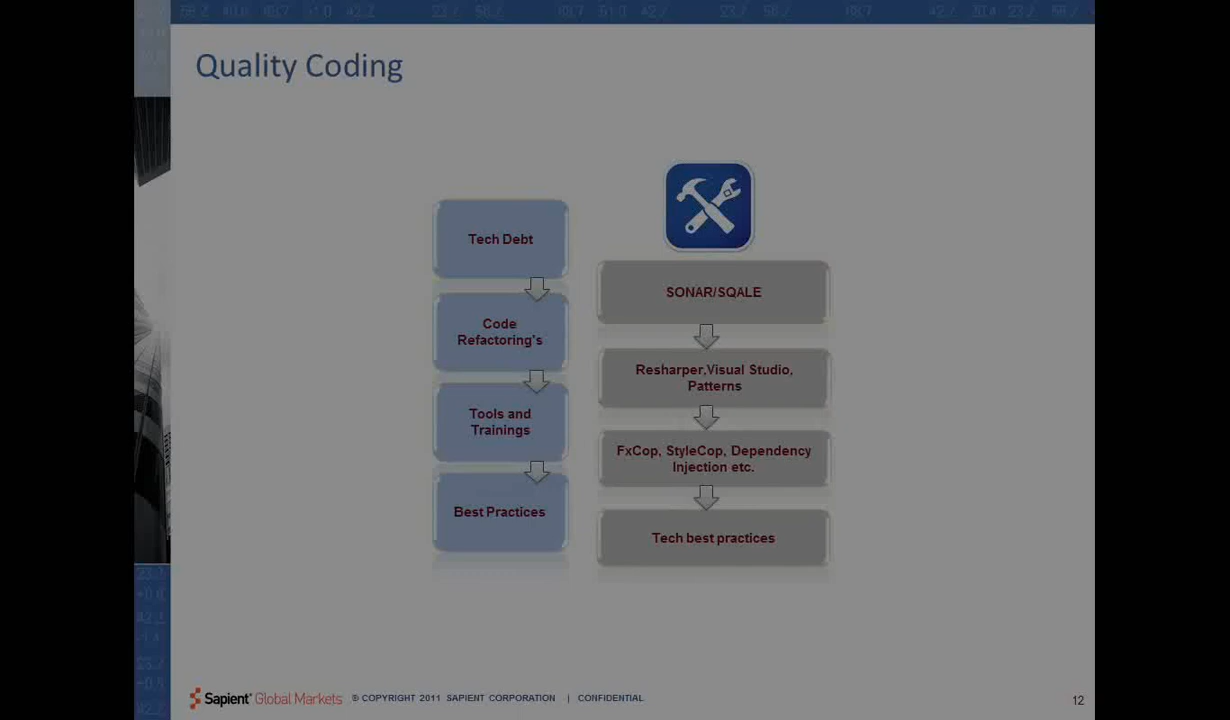 Quality Coding
Tech Debt
Code
Refactoring's
Tools and
Trainings
Best Practices
SONAR/SQALE
Resharper,Visual Studio,
Patterns
FxCop, StyleCop, Dependency
Injection etc.
Tech best practices
Sapient Global Markets © COPYRIGHT 2011 SAPIENT CORPORATION | CONFIDENTIAL
12